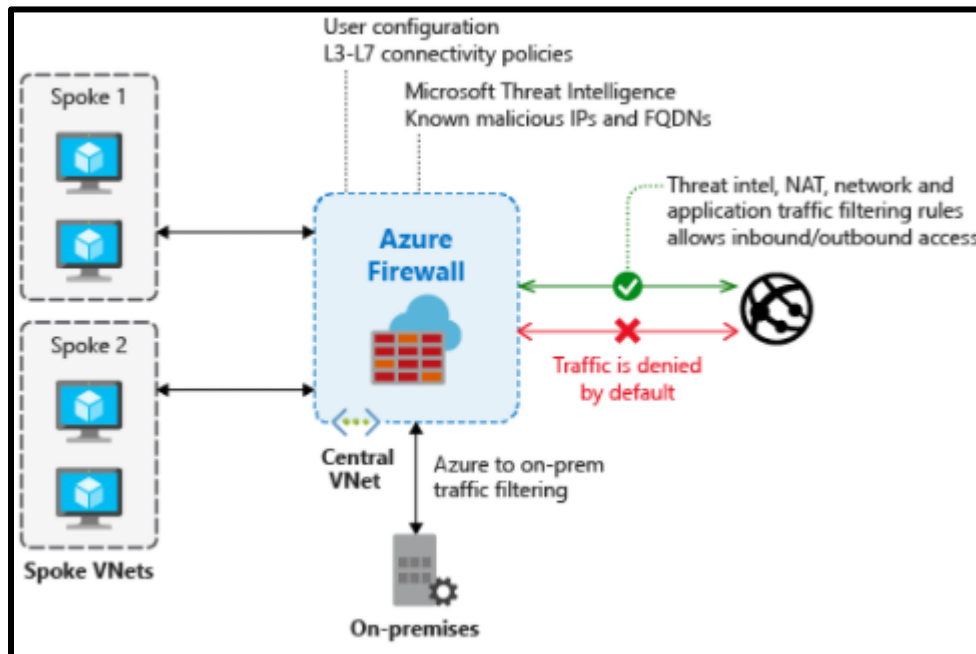 User configuration
L3-L7 connectivity policies
Microsoft Threat Intelligence
Known malicious IPs and FQDNs
Spoke 1
Threat intel, NAT, network and
application traffic filtering rules
allows inbound/outbound access
Azure
Firewall
Traffic is denied
by default
Spoke 2
Central
VNet
Azure to on-prem
traffic filtering
Spoke VNets
On-premises